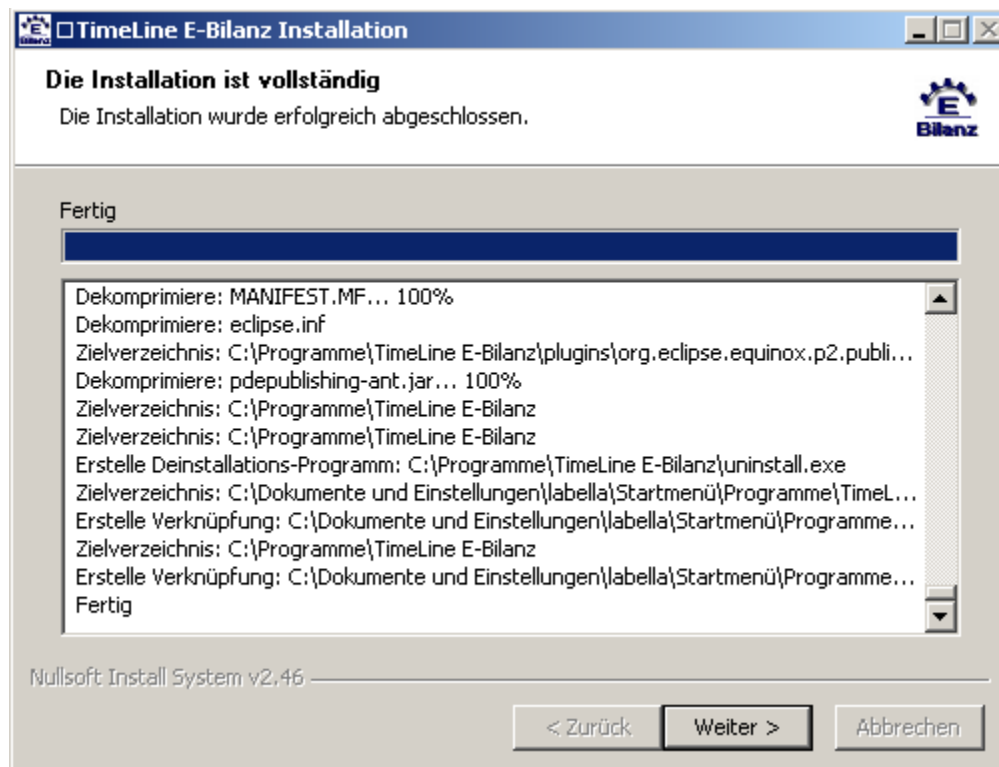 TimeLine E-Bilanz Installation
Die Installation ist vollständig
Die Installation wurde erfolgreich abgeschlossen.
E
Bilanz
Fertig
Dekomprimiere: MANIFEST.MF... 100%
Dekomprimiere: eclipse.inf
Zielverzeichnis: C:\Programme\TimeLine E-Bilanz\plugins\org.eclipse.equinox.p2.publi...
Dekomprimiere: pdepublishing-ant.jar... 100%
Zielverzeichnis: C:\Programme\TimeLine E-Bilanz
Zielverzeichnis: C:\Programme\TimeLine E-Bilanz
Erstelle Deinstallations-Programm: C:\Programme\TimeLine E-Bilanz\uninstall.exe
Zielverzeichnis: C:\Dokumente und Einstellungen\labella\Startmenü\Programme\TimeL...
Erstelle Verknüpfung: C:\Dokumente und Einstellungen\labella\Startmenü\Programme...
Zielverzeichnis: C:\Programme\TimeLine E-Bilanz
Erstelle Verknüpfung: C:\Dokumente und Einstellungen\labella\Startmenü\Programme...
Fertig
Nullsoft Install System v2.46
< Zurück Weiter > Abbrechen